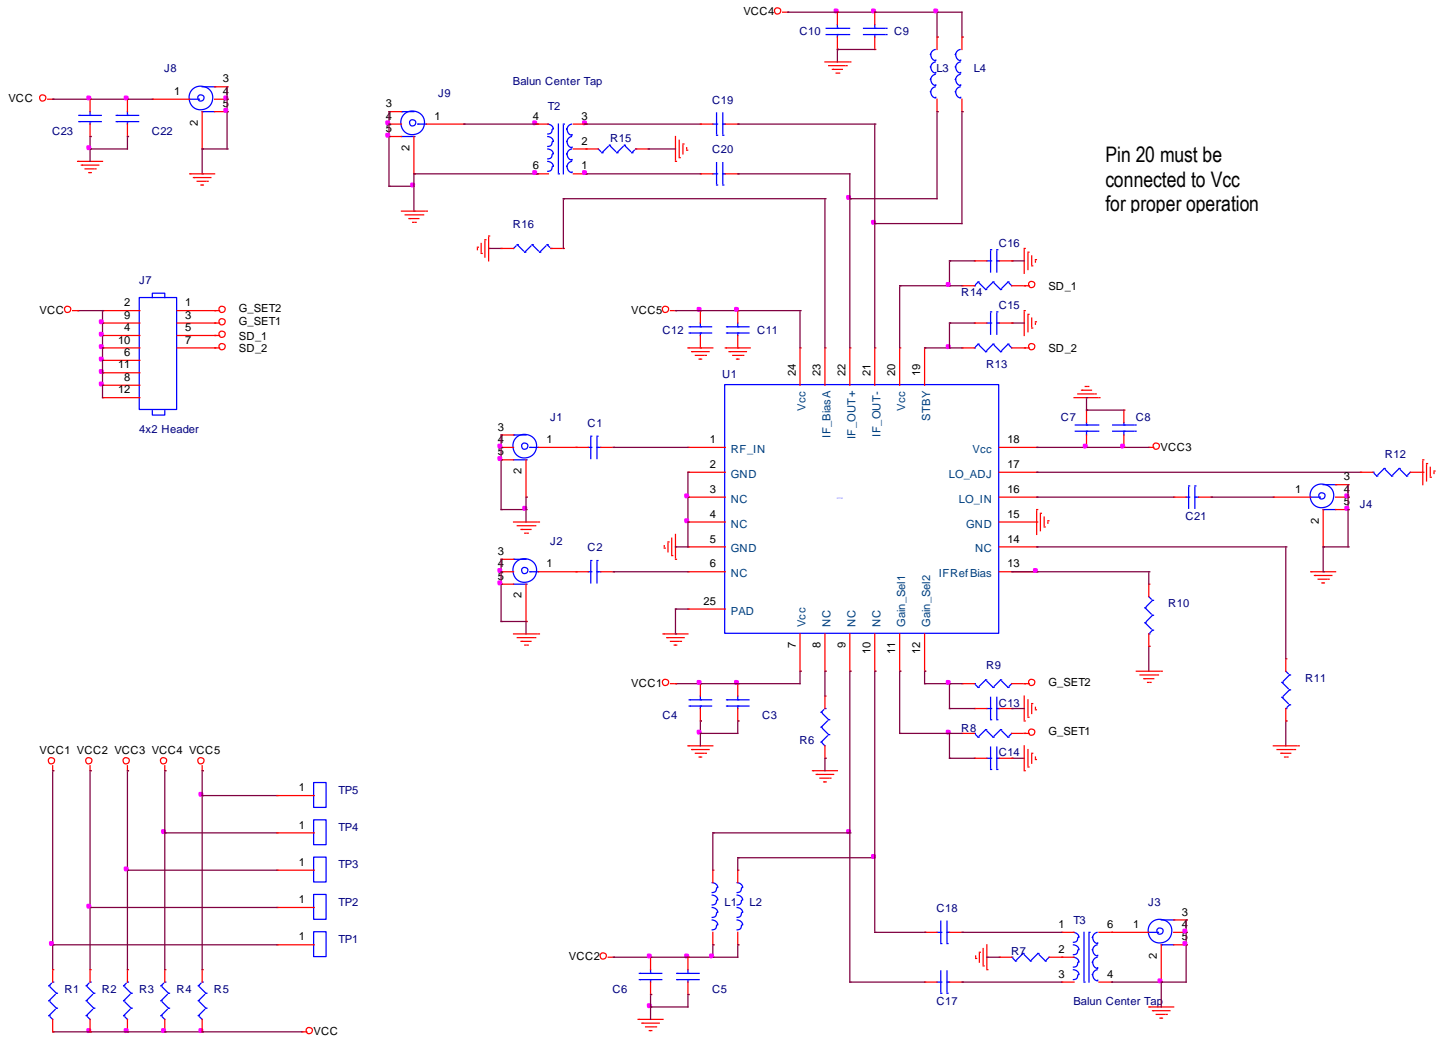 VCC4
C10
C9
L3
L4
J8
VCC
1
3
4
5
2
C23
C22
J9
3
4
5
1
2
Balun Center Tap
T2
4
6
3
2
1
R15
C19
C20
R16
Pin 20 must be
connected to Vcc
for proper operation
C16
R14
SD_1
C15
R13
SD_2
J7
VCC
2
9
4
10
6
11
8
12
1
3
5
7
G_SET2
G_SET1
SD_1
SD_2
4x2 Header
VCC5
C12
C11
U1
24
23
22
21
20
19
Vcc
IF_BiasA
IF_OUT+
IF_OUT-
Vcc
STBY
J1
3
4
5
1
2
C1
1
RF_IN
2
GND
3
NC
4
NC
5
GND
6
NC
25
PAD
J2
3
4
5
1
2
C2
Vcc
18
LO_ADJ
17
LO_IN
16
GND
15
NC
14
IFRefBias
13
C7
C8
VCC3
R12
C21
1
3
4
5
2
J4
R10
R11
Vcc
NC
NC
NC
Gain_Sel1
Gain_Sel2
7
8
9
10
11
12
VCC1
C4
C3
R6
R9
G_SET2
C13
R8
G_SET1
C14
VCC1
VCC2
VCC3
VCC4
VCC5
1
TP5
1
TP4
1
TP3
1
TP2
1
TP1
R1
R2
R3
R4
R5
VCC
L1
L2
VCC2
C6
C5
C18
C17
R7
1
2
3
T3
6
4
1
J3
3
4
5
2
Balun Center Tap